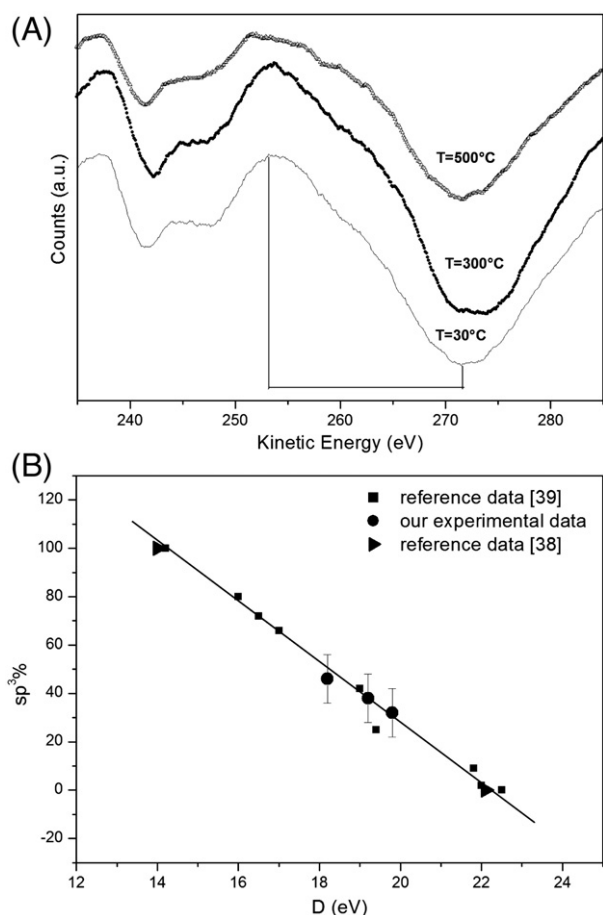 (A)
Counts (a.u.)
T=500°C
T=300°C
T=30°C
240 250 260 270 280
Kinetic Energy (eV)
(B)
sp³%
120
100
80
60
40
20
0
-20
reference data [39]
our experimental data
reference data [38]
12 14 16 18 20 22 24
D (eV)